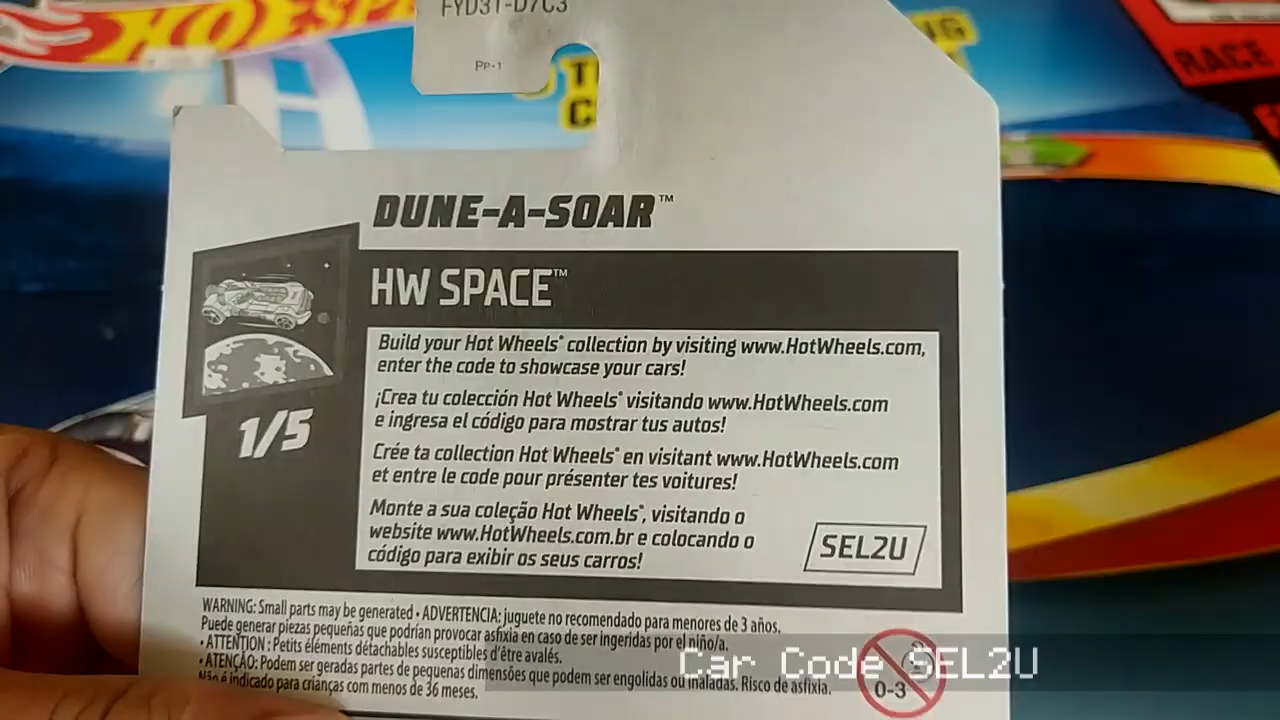 HOT
FYD31-D7C3
Pp-1
RACE
DUNE-A-SOAR™
HW SPACE™
Build your Hot Wheels® collection by visiting www.HotWheels.com,
enter the code to showcase your cars!
¡Crea tu colección Hot Wheels® visitando www.HotWheels.com
e ingresa el código para mostrar tus autos!
1/5
Crée ta collection Hot Wheels® en visitant www.HotWheels.com
et entre le code pour présenter tes voitures!
Monte a sua coleção Hot Wheels®, visitando o
website www.HotWheels.com.br e colocando o
código para exibir os seus carros!
SEL2U
WARNING: Small parts may be generated • ADVERTENCIA: juguete no recomendado para menores de 3 años.
Puede generar piezas pequeñas que podrían provocar asfixia en caso de ser ingeridas por el niño/a.
• ATTENTION : Petits éléments détachables susceptibles d'être avalés.
• ATENÇÃO: Podem ser geradas partes de pequenas dimensões que podem ser engolidas ou inaladas. Risco de asfixia.
Não é indicado para crianças com menos de 36 meses.
0-3
Car Code SEL2U